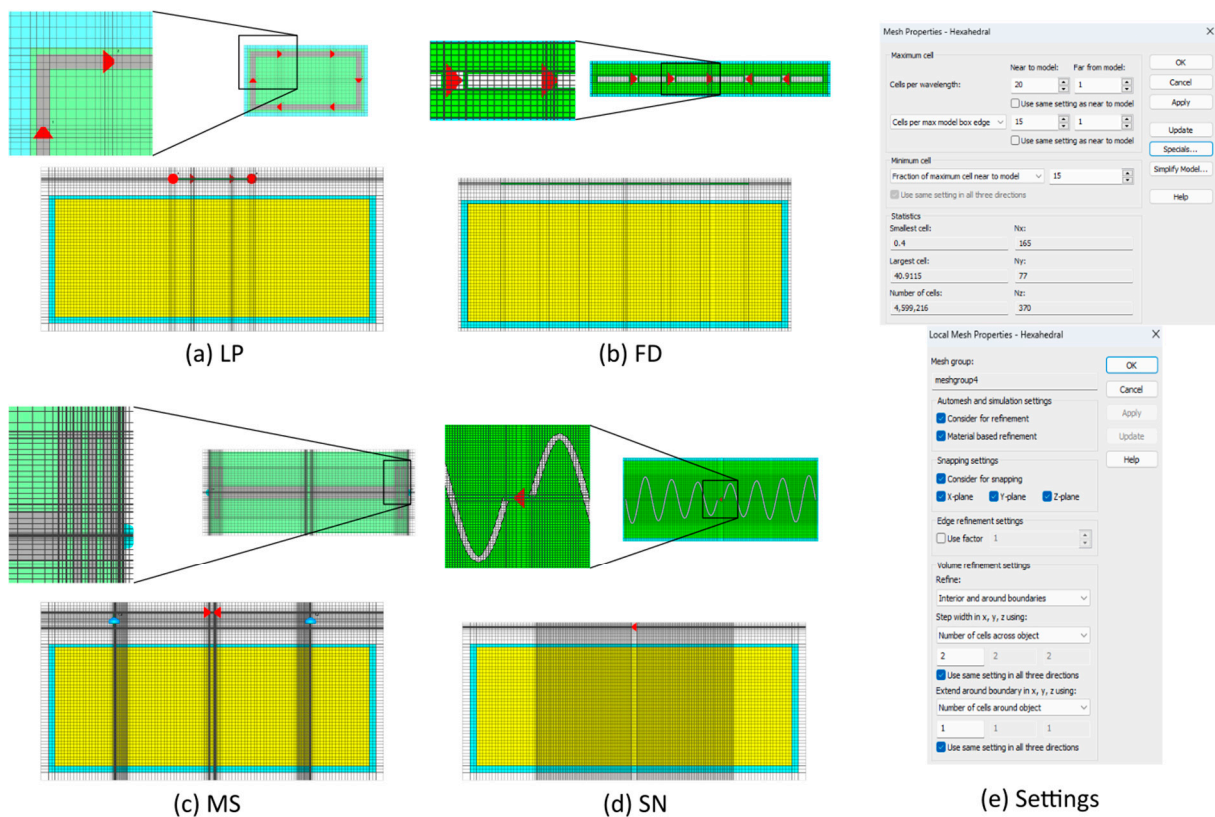 (a) LP
(b) FD
(c) MS
(d) SN
Mesh Properties - Hexahedral
Maximum cell
Near to model: Far from model:
Cells per wavelength: 20 1
Use same setting as near to model
Cells per max model box edge 15 1
Use same setting as near to model
Minimum cell
Fraction of maximum cell near to model 15
Use same setting in all three directions
Statistics
Smallest cell: Nx:
0.4 165
Largest cell: Ny:
40.9115 77
Number of cells: Nz:
4,599,216 370
OK
Cancel
Apply
Update
Specials...
Simplify Model...
Help
Local Mesh Properties - Hexahedral
Mesh group:
meshgroup4
Automesh and simulation settings
Consider for refinement
Material based refinement
Snapping settings
Consider for snapping
X-plane Y-plane Z-plane
Edge refinement settings
Use factor 1
Volume refinement settings
Refine:
Interior and around boundaries
Step width in x, y, z using:
Number of cells across object
2 2 2
Use same setting in all three directions
Extend around boundary in x, y, z using:
Number of cells around object
1 1 1
Use same setting in all three directions
OK
Cancel
Apply
Update
Help
(e) Settings